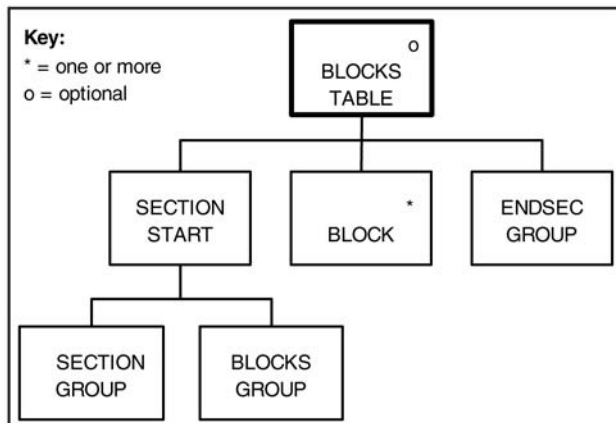 Key:
* = one or more
o = optional
o
BLOCKS
TABLE
SECTION
START
*
BLOCK
ENDSEC
GROUP
SECTION
GROUP
BLOCKS
GROUP